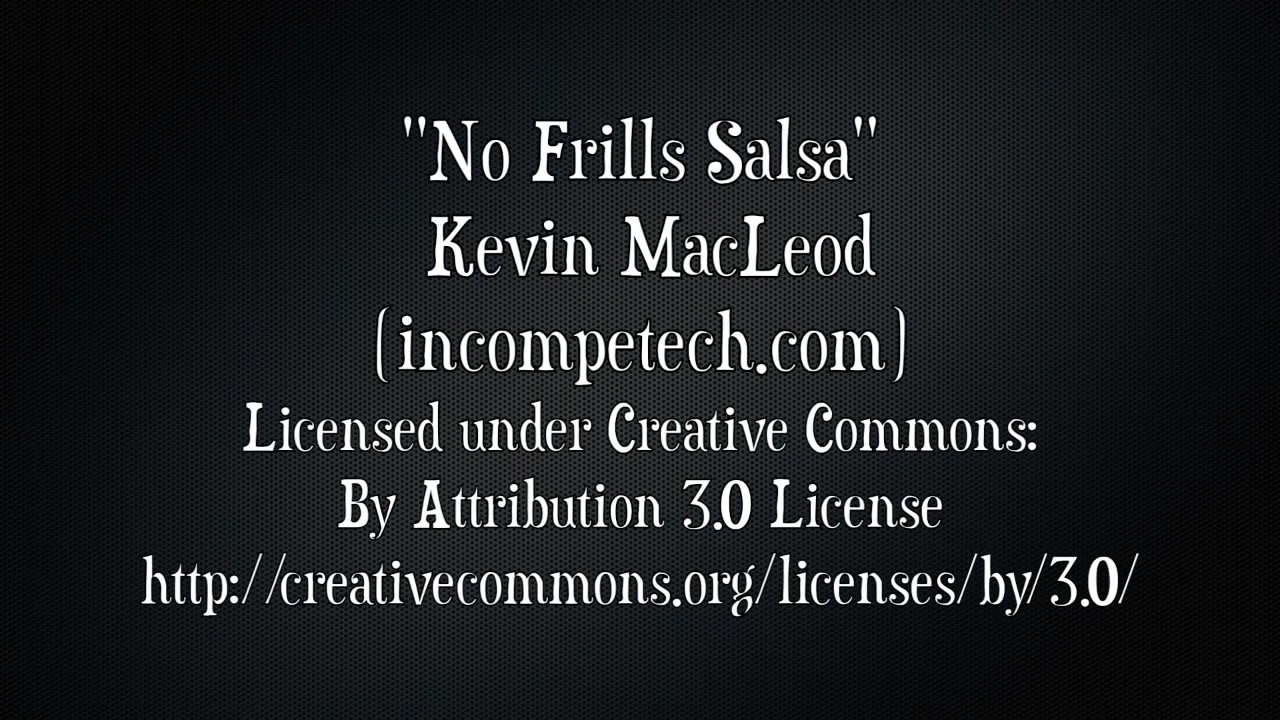 "No Frills Salsa"
Kevin MacLeod
(incompetech.com)
Licensed under Creative Commons:
By Attribution 3.0 License
http://creativecommons.org/licenses/by/3.0/